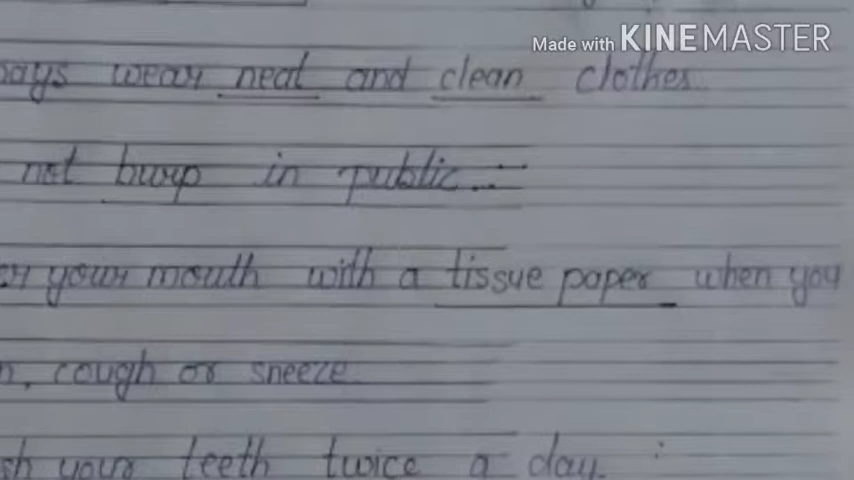 Made with KINEMASTER
ays wear neat and clean clothes
not burp in public..
er your mouth with a tissue paper when you
n, cough or sneeze
sh your teeth twice a day.